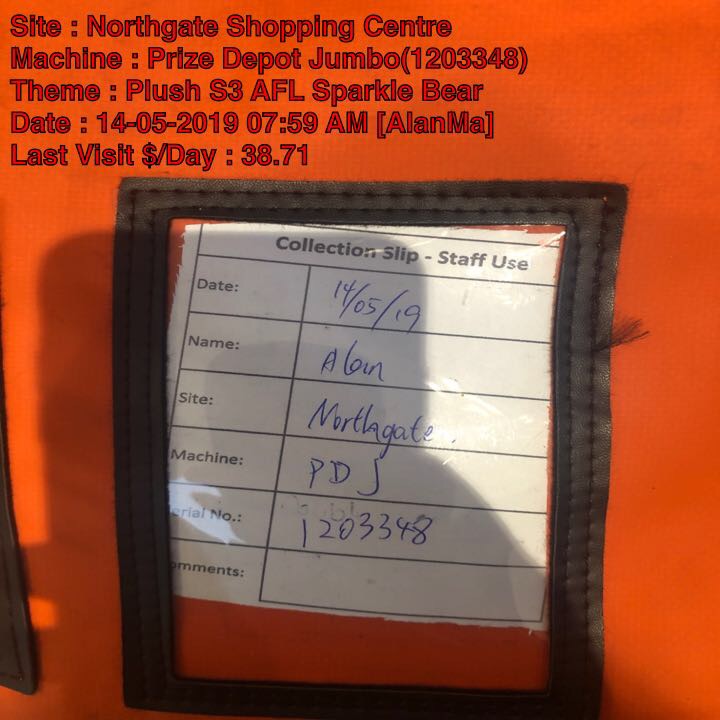 Site : Northgate Shopping Centre
Machine : Prize Depot Jumbo(1203348)
Theme : Plush S3 AFL Sparkle Bear
Date : 14-05-2019 07:59 AM [AlanMa]
Last Visit $/Day : 38.71
Collection Slip - Staff Use
Date: 14/05/19
Name: Alan
Site: Northgate
Machine: PDJ
erial No.: 1203348
omments: